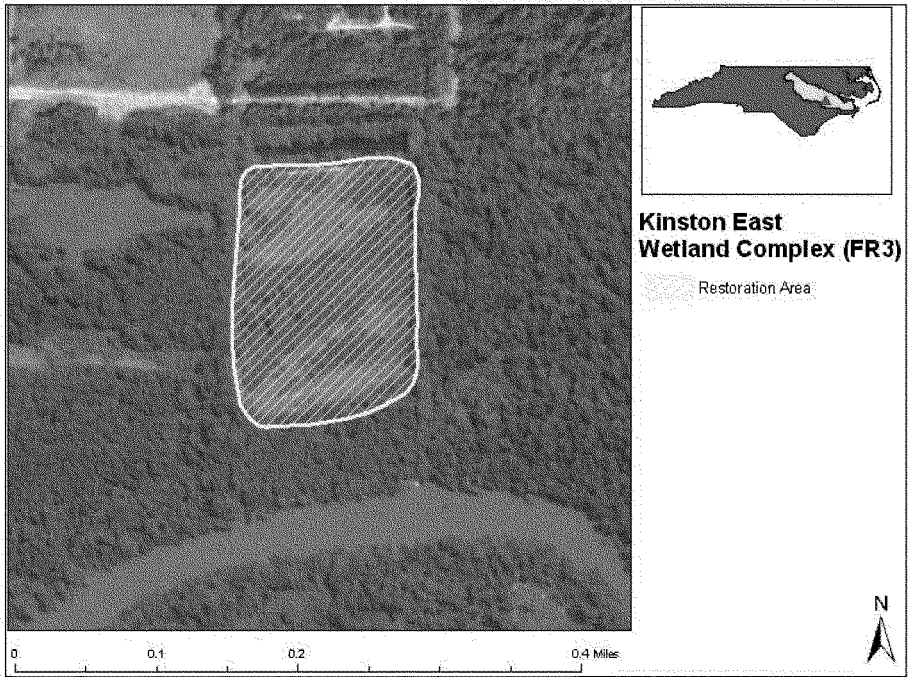 Kinston East
Wetland Complex (FR3)
Restoration Area
N
0 0.1 0.2 0.4 Miles